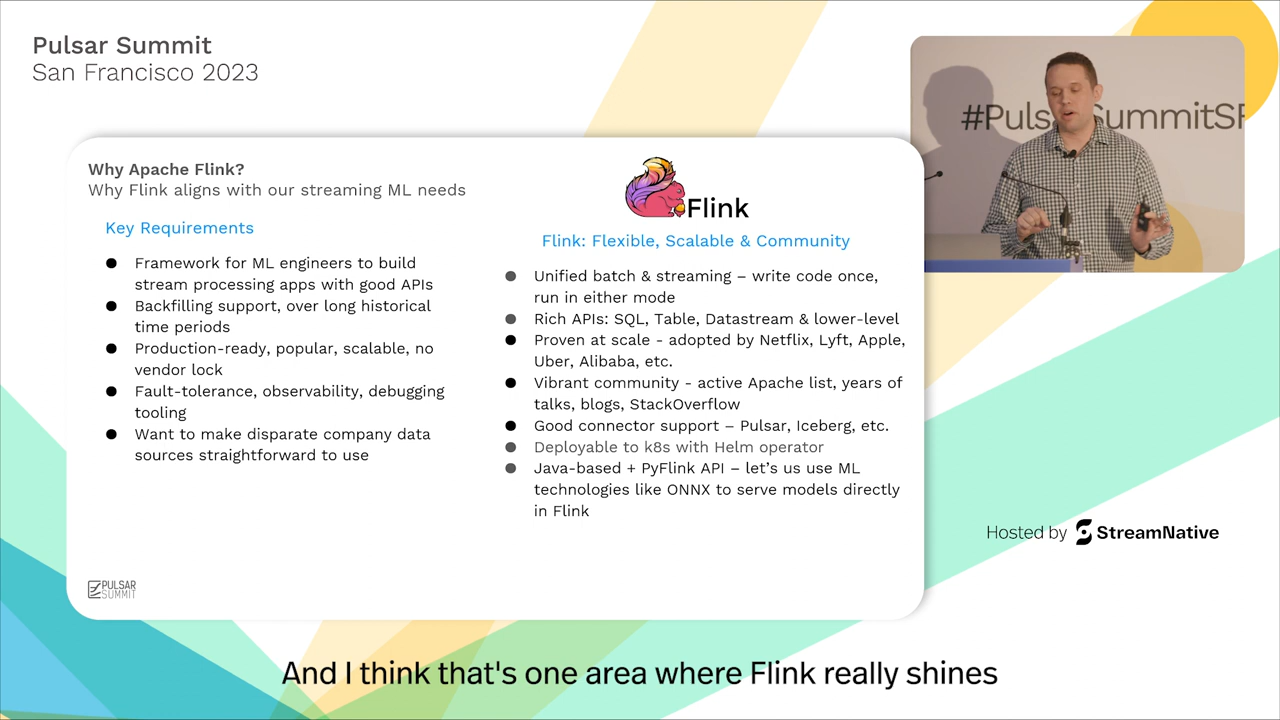 Pulsar Summit
San Francisco 2023
#Puls SummitSF
Why Apache Flink?
Why Flink aligns with our streaming ML needs
Key Requirements
● Framework for ML engineers to build
stream processing apps with good APIs
● Backfilling support, over long historical
time periods
● Production-ready, popular, scalable, no
vendor lock
● Fault-tolerance, observability, debugging
tooling
● Want to make disparate company data
sources straightforward to use
Flink
Flink: Flexible, Scalable & Community
● Unified batch & streaming – write code once,
run in either mode
● Rich APIs: SQL, Table, Datastream & lower-level
● Proven at scale - adopted by Netflix, Lyft, Apple,
Uber, Alibaba, etc.
● Vibrant community - active Apache list, years of
talks, blogs, StackOverflow
● Good connector support – Pulsar, Iceberg, etc.
● Deployable to k8s with Helm operator
● Java-based + PyFlink API – let's us use ML
technologies like ONNX to serve models directly
in Flink
PULSAR
SUMMIT
Hosted by StreamNative
And I think that's one area where Flink really shines